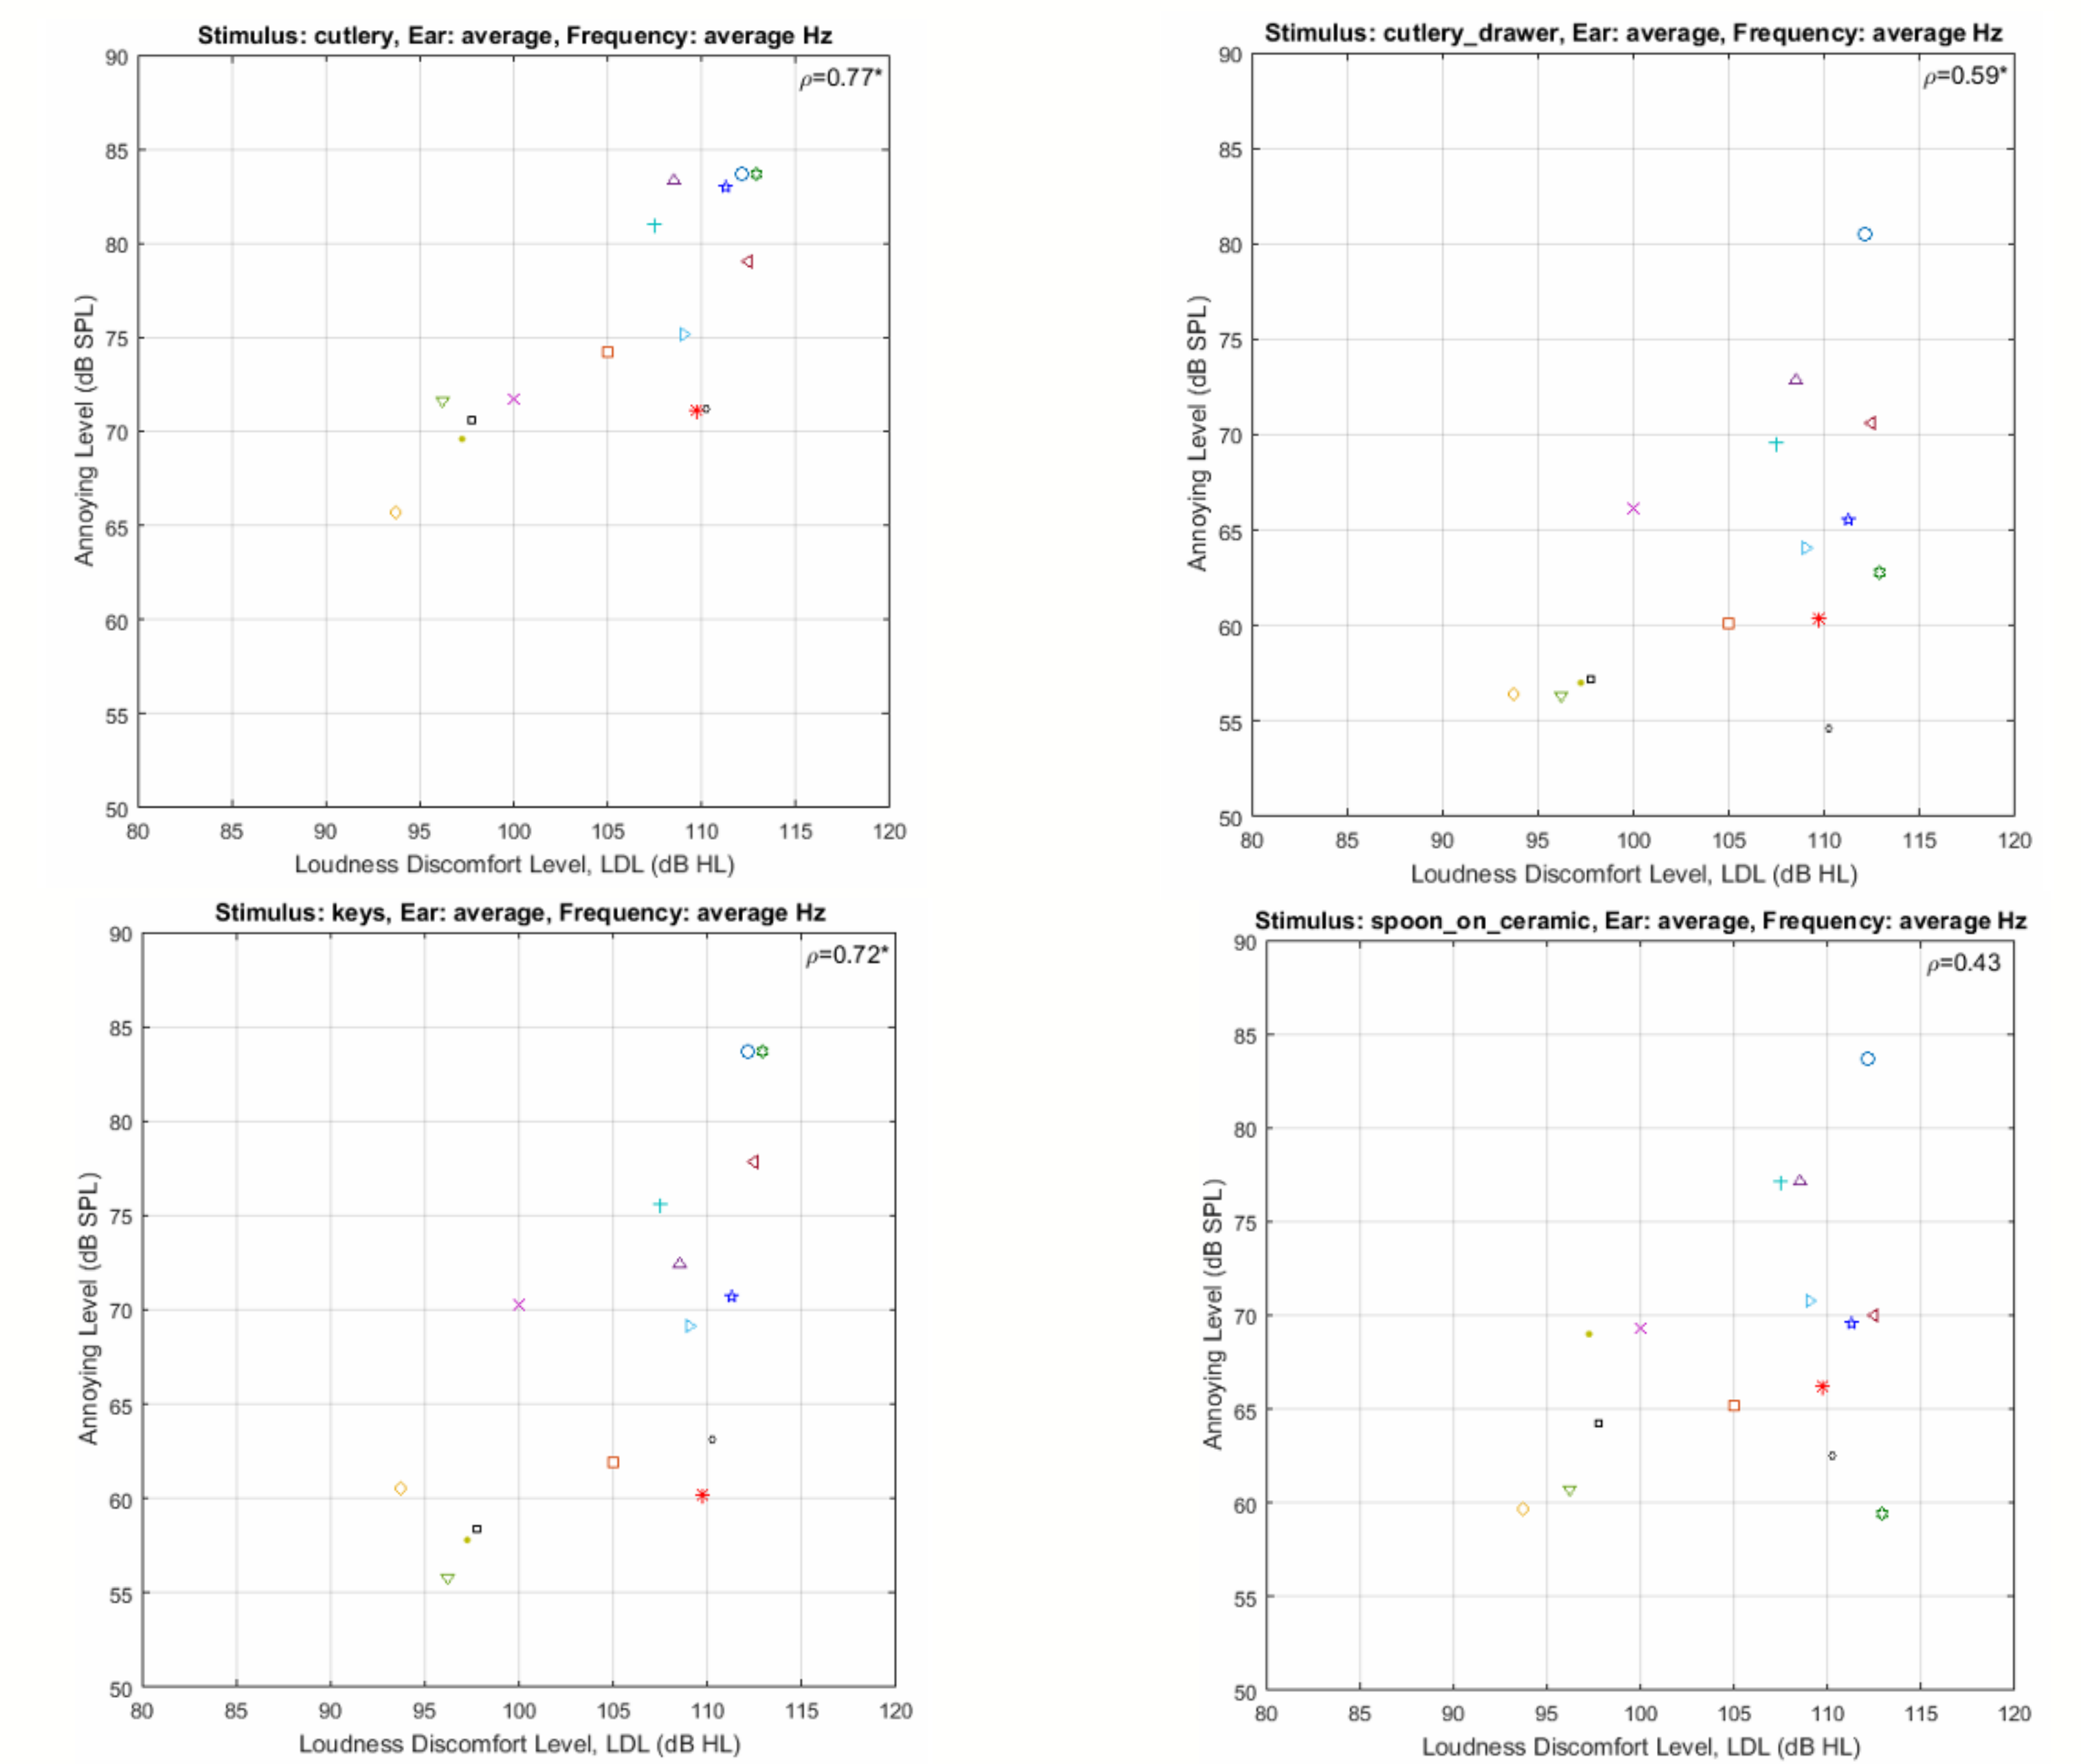 Stimulus: cutlery, Ear: average, Frequency: average Hz
ρ=0.77*
90
85
80
75
70
65
60
55
50
Annoying Level (dB SPL)
80 85 90 95 100 105 110 115 120
Loudness Discomfort Level, LDL (dB HL)
Stimulus: cutlery_drawer, Ear: average, Frequency: average Hz
ρ=0.59*
90
85
80
75
70
65
60
55
50
Annoying Level (dB SPL)
80 85 90 95 100 105 110 115 120
Loudness Discomfort Level, LDL (dB HL)
Stimulus: keys, Ear: average, Frequency: average Hz
ρ=0.72*
90
85
80
75
70
65
60
55
50
Annoying Level (dB SPL)
80 85 90 95 100 105 110 115 120
Loudness Discomfort Level, LDL (dB HL)
Stimulus: spoon_on_ceramic, Ear: average, Frequency: average Hz
ρ=0.43
90
85
80
75
70
65
60
55
50
Annoying Level (dB SPL)
80 85 90 95 100 105 110 115 120
Loudness Discomfort Level, LDL (dB HL)